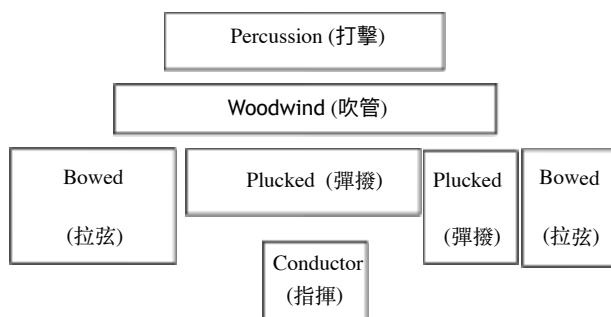 Percussion (打擊)
Woodwind (吹管)
Bowed
(拉弦)
Plucked (彈撥)
Plucked
(彈撥)
Bowed
(拉弦)
Conductor
(指揮)